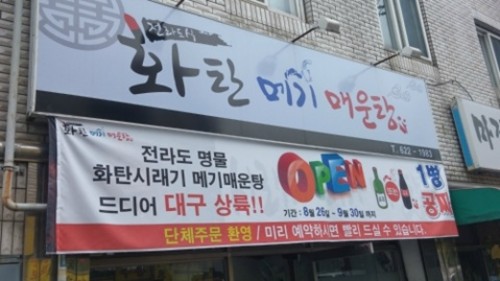 전라도식
화탄 메기 매운탕
T. 622-1983
화탄 메기 매운탕
전라도 명물
화탄시래기 메기매운탕
드디어 대구 상륙!!
OPEN
기간 : 8월 26일 ~ 9월 30일 까지
1병
공짜
단체주문 환영 / 미리 예약하시면 빨리 드실 수 있습니다..